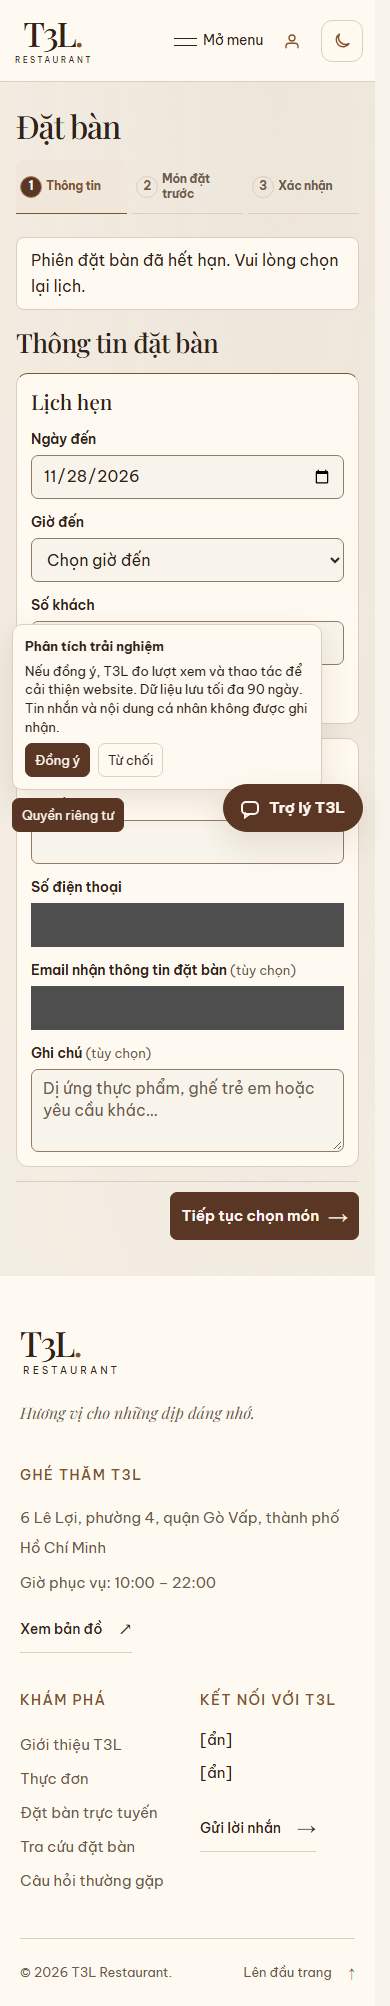 T3L.
RESTAURANT
Mở menu
Đặt bàn
1 Thông tin
2 Món đặt
trước
3 Xác nhận
Phiên đặt bàn đã hết hạn. Vui lòng chọn
lại lịch.
Thông tin đặt bàn
Lịch hẹn
Ngày đến
11/28/2026
Giờ đến
Chọn giờ đến
Số khách
Phân tích trải nghiệm
Nếu đồng ý, T3L đo lượt xem và thao tác để
cải thiện website. Dữ liệu lưu tối đa 90 ngày.
Tin nhắn và nội dung cá nhân không được ghi
nhận.
Đồng ý
Từ chối
Quyền riêng tư
Trợ lý T3L
Số điện thoại
Email nhận thông tin đặt bàn (tùy chọn)
Ghi chú (tùy chọn)
Dị ứng thực phẩm, ghế trẻ em hoặc
yêu cầu khác...
Tiếp tục chọn món →
T3L.
RESTAURANT
Hương vị cho những dịp đáng nhớ.
GHÉ THĂM T3L
6 Lê Lợi, phường 4, quận Gò Vấp, thành phố
Hồ Chí Minh
Giờ phục vụ: 10:00 – 22:00
Xem bản đồ ↗
KHÁM PHÁ
Giới thiệu T3L
Thực đơn
Đặt bàn trực tuyến
Tra cứu đặt bàn
Câu hỏi thường gặp
KẾT NỐI VỚI T3L
[ẩn]
[ẩn]
Gửi lời nhắn →
© 2026 T3L Restaurant.
Lên đầu trang ↑